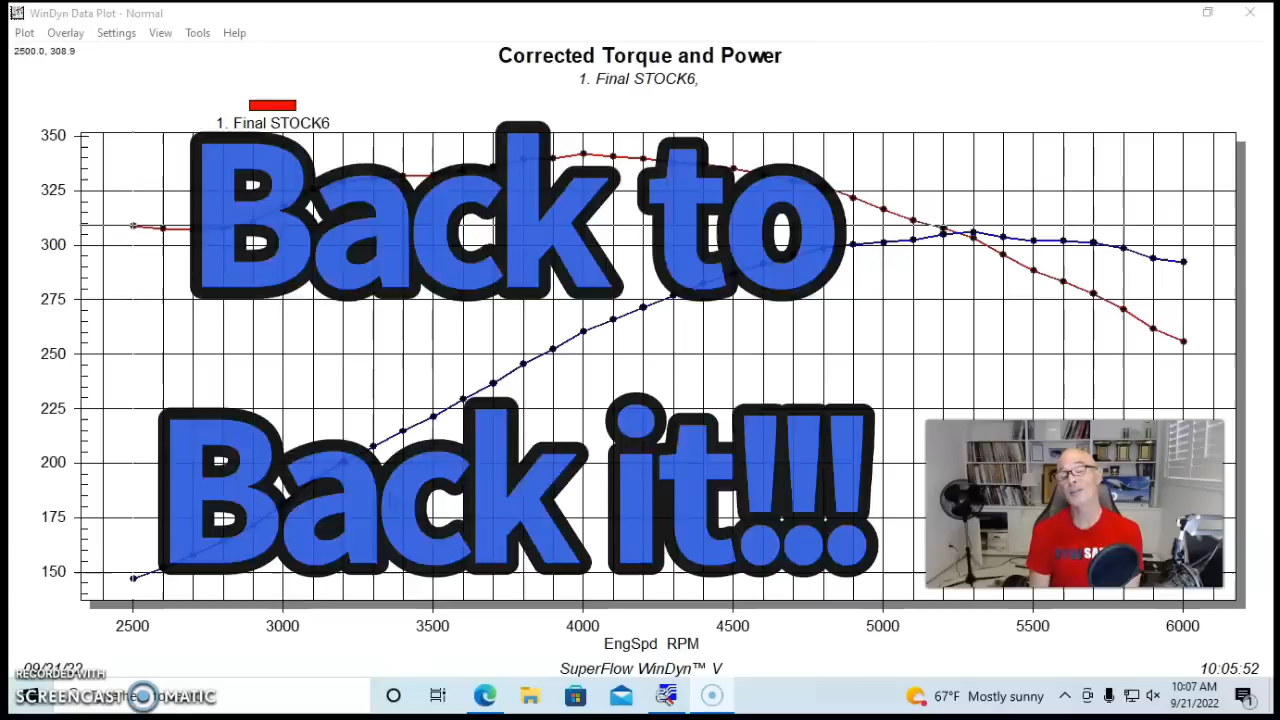 WinDyn Data Plot - Normal
Plot Overlay Settings View Tools Help
2500.0, 308.9
Corrected Torque and Power
1. Final STOCK6,
1. Final STOCK6
350
325
300
275
250
225
200
175
150
Back to
Back it!!!
2500 3000 3500 4000 4500 5000 5500 6000
EngSpd RPM
SuperFlow WinDyn™ V
10:05:52
RECORDED WITH
SCREENCAST MATIC
67°F Mostly sunny
10:07 AM
9/21/2022
1